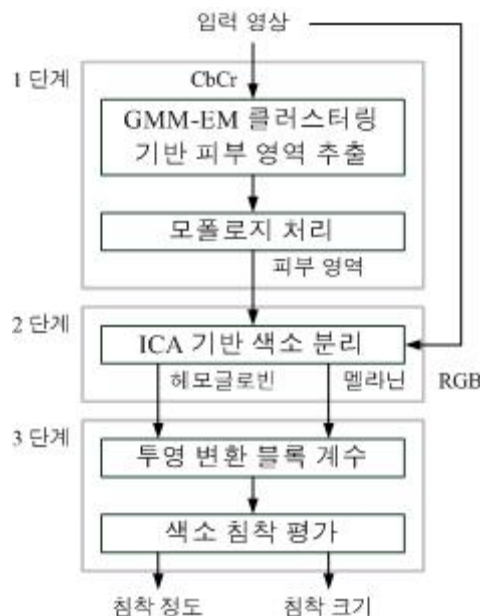 입력 영상
1 단계
CbCr
GMM-EM 클러스터링
기반 피부 영역 추출
모폴로지 처리
피부 영역
2 단계
ICA 기반 색소 분리
헤모글로빈
멜라닌
RGB
3 단계
투영 변환 블록 계수
색소 침착 평가
침착 정도
침착 크기